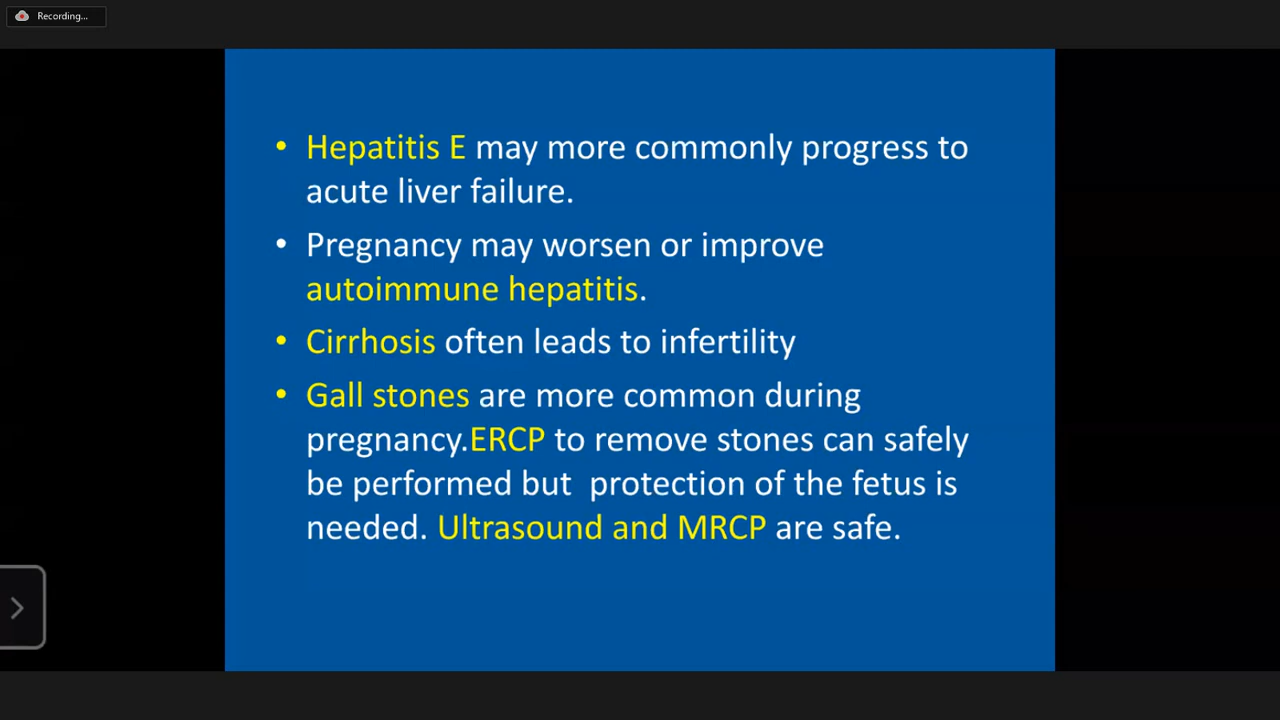 Recording...
• Hepatitis E may more commonly progress to
acute liver failure.
• Pregnancy may worsen or improve
autoimmune hepatitis.
• Cirrhosis often leads to infertility
• Gall stones are more common during
pregnancy.ERCP to remove stones can safely
be performed but  protection of the fetus is
needed. Ultrasound and MRCP are safe.